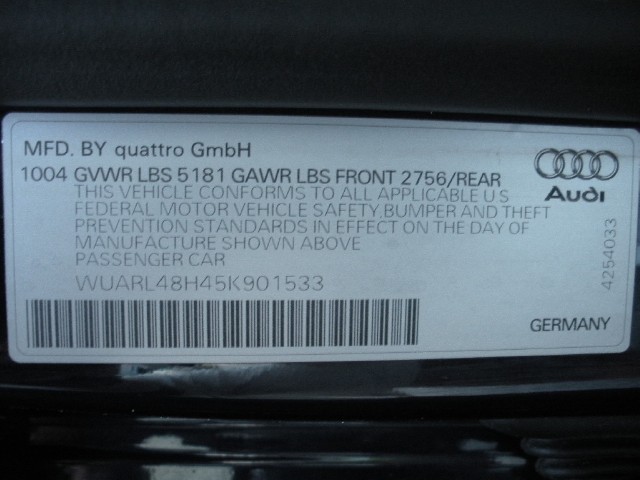 MFD. BY quattro GmbH
1004 GVWR LBS 5181 GAWR LBS FRONT 2756/REAR
THIS VEHICLE CONFORMS TO ALL APPLICABLE U S
FEDERAL MOTOR VEHICLE SAFETY,BUMPER AND THEFT
PREVENTION STANDARDS IN EFFECT ON THE DAY OF
MANUFACTURE SHOWN ABOVE
PASSENGER CAR
WUARL48H45K901533
Audi
4254033
GERMANY